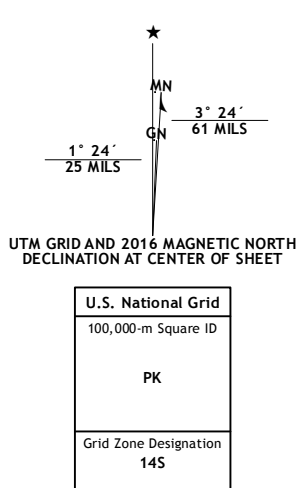 ★
MN
3° 24´
61 MILS
GN
1° 24´
25 MILS
UTM GRID AND 2016 MAGNETIC NORTH
DECLINATION AT CENTER OF SHEET
U.S. National Grid
100,000-m Square ID
PK
Grid Zone Designation
14S